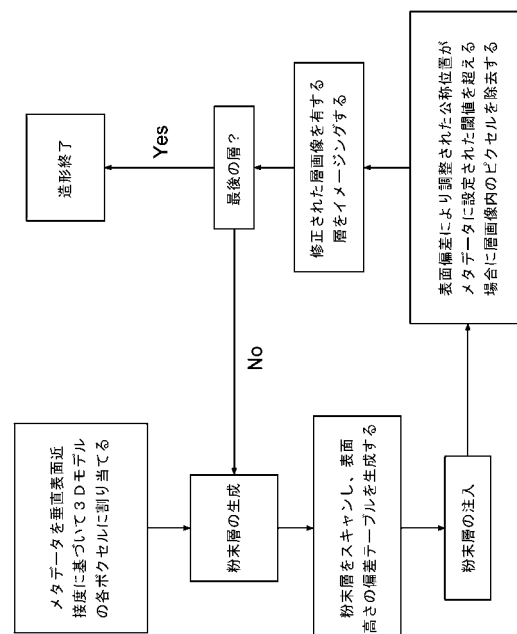 メタデータを垂直表面近
接度に基づいて３Ｄモデル
の各ボクセルに割り当てる
粉末層の生成
粉末層をスキャンし、表面
高さの偏差テーブルを生成する
粉末層の注入
表面偏差により調整された公称位置が
メタデータに設定された閾値を超える
場合に層画像内のピクセルを除去する
修正された層画像を有する
層をイメージングする
最後の層？
No
Yes
造形終了